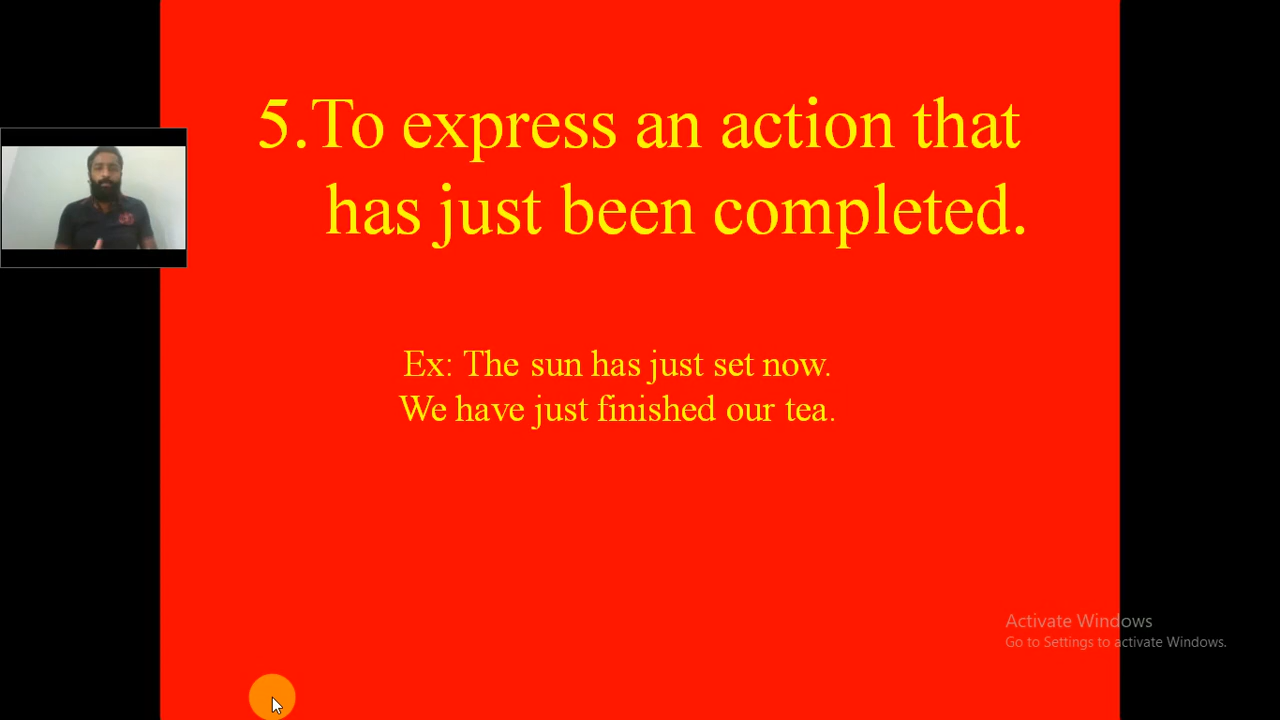 5.To express an action that
has just been completed.
Ex: The sun has just set now.
We have just finished our tea.
Activate Windows
Go to Settings to activate Windows.